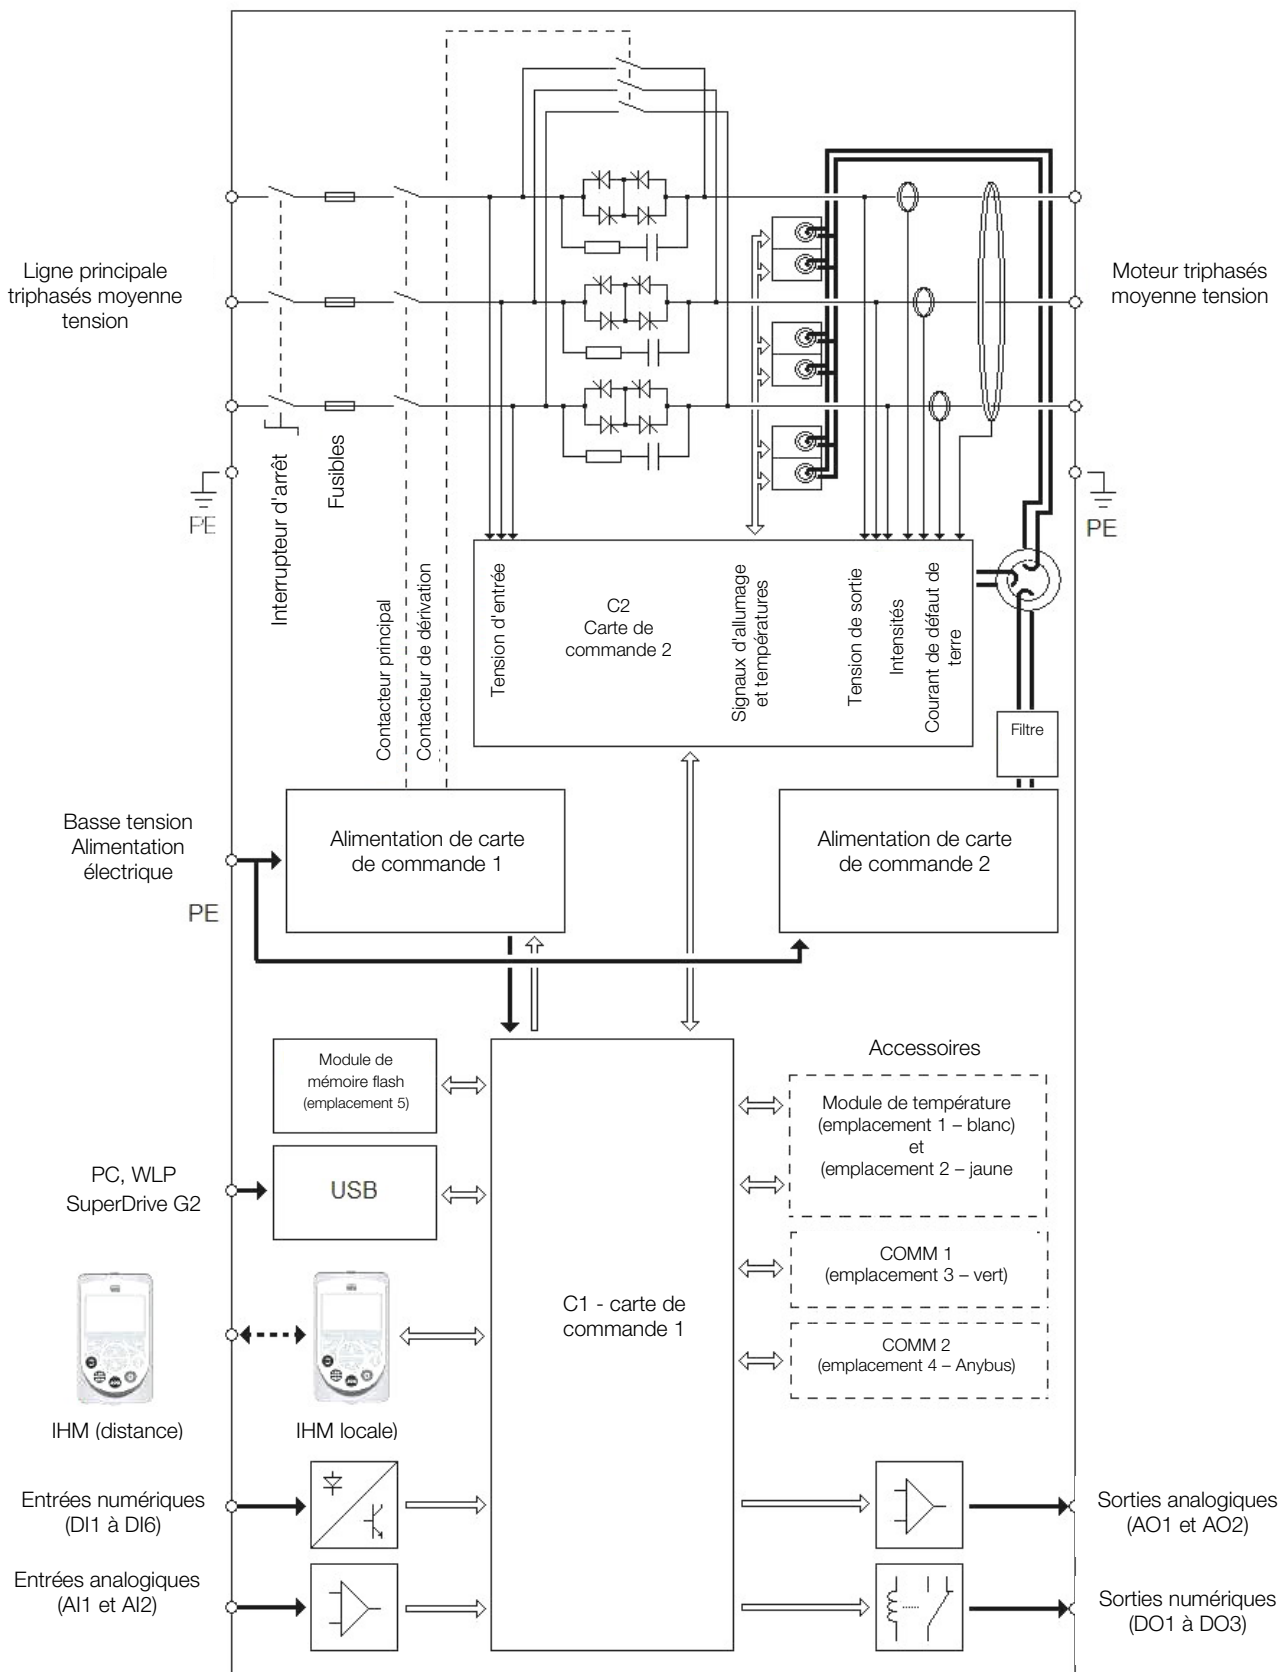 Ligne principale
triphasés moyenne
tension
Moteur triphasés
moyenne tension
PE
PE
Interrupteur d'arrêt
Fusibles
Contacteur principal
Contacteur de dérivation
Tension d'entrée
C2
Carte de
commande 2
Signaux d'allumage
et températures
Tension de sortie
Intensités
Courant de défaut de
terre
Filtre
Basse tension
Alimentation
électrique
PE
Alimentation de carte
de commande 1
Alimentation de carte
de commande 2
Module de
mémoire flash
(emplacement 5)
Accessoires
Module de température
(emplacement 1 – blanc)
et
(emplacement 2 – jaune
PC, WLP
SuperDrive G2
USB
COMM 1
(emplacement 3 – vert)
C1 - carte de
commande 1
COMM 2
(emplacement 4 – Anybus)
IHM (distance)
IHM locale)
Entrées numériques
(DI1 à DI6)
Sorties analogiques
(AO1 et AO2)
Entrées analogiques
(AI1 et AI2)
Sorties numériques
(DO1 à DO3)